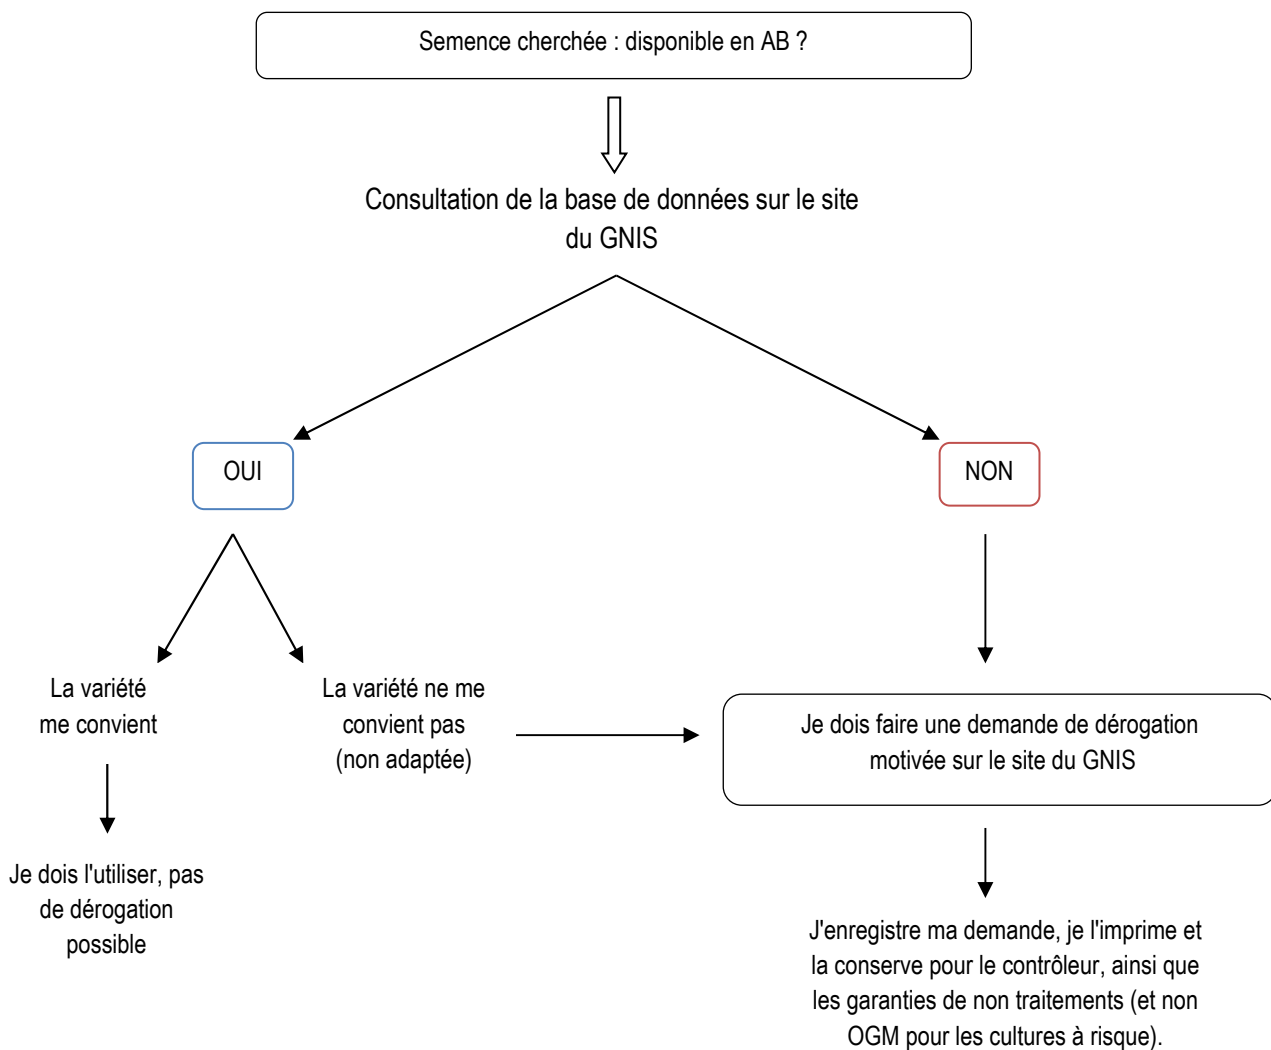 Semence cherchée : disponible en AB ?
Consultation de la base de données sur le site
du GNIS
OUI
NON
La variété
me convient
La variété ne me
convient pas
(non adaptée)
Je dois faire une demande de dérogation
motivée sur le site du GNIS
Je dois l'utiliser, pas
de dérogation
possible
J'enregistre ma demande, je l'imprime et
la conserve pour le contrôleur, ainsi que
les garanties de non traitements (et non
OGM pour les cultures à risque).